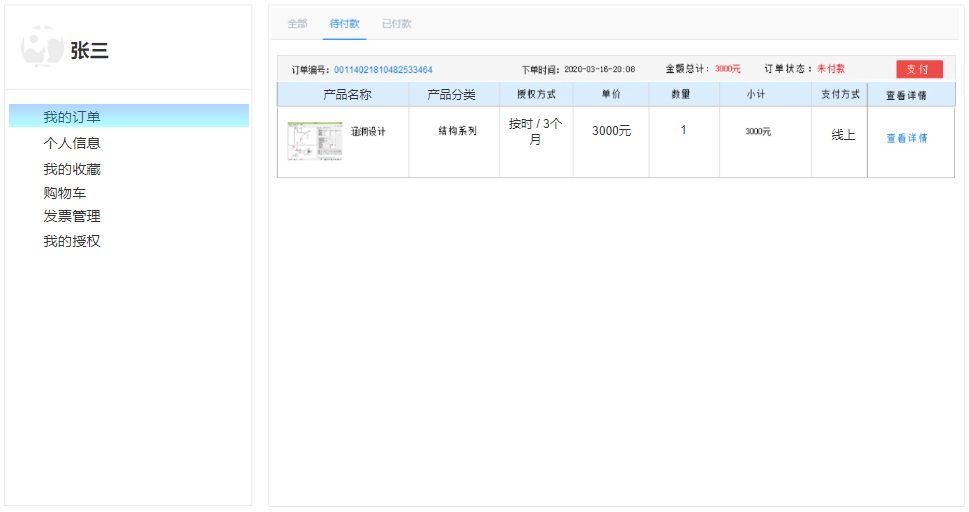 张三
我的订单
个人信息
我的收藏
购物车
发票管理
我的授权
全部 待付款 已付款
订单编号：00114021810482533464 下单时间：2020-03-16-20:08 金额总计：3000元 订单状态：未付款 支付
产品名称 产品分类 授权方式 单价 数量 小计 支付方式 查看详情
涵洞设计 结构系列 按时 / 3个 3000元 1 3000元 线上 查看详情
月